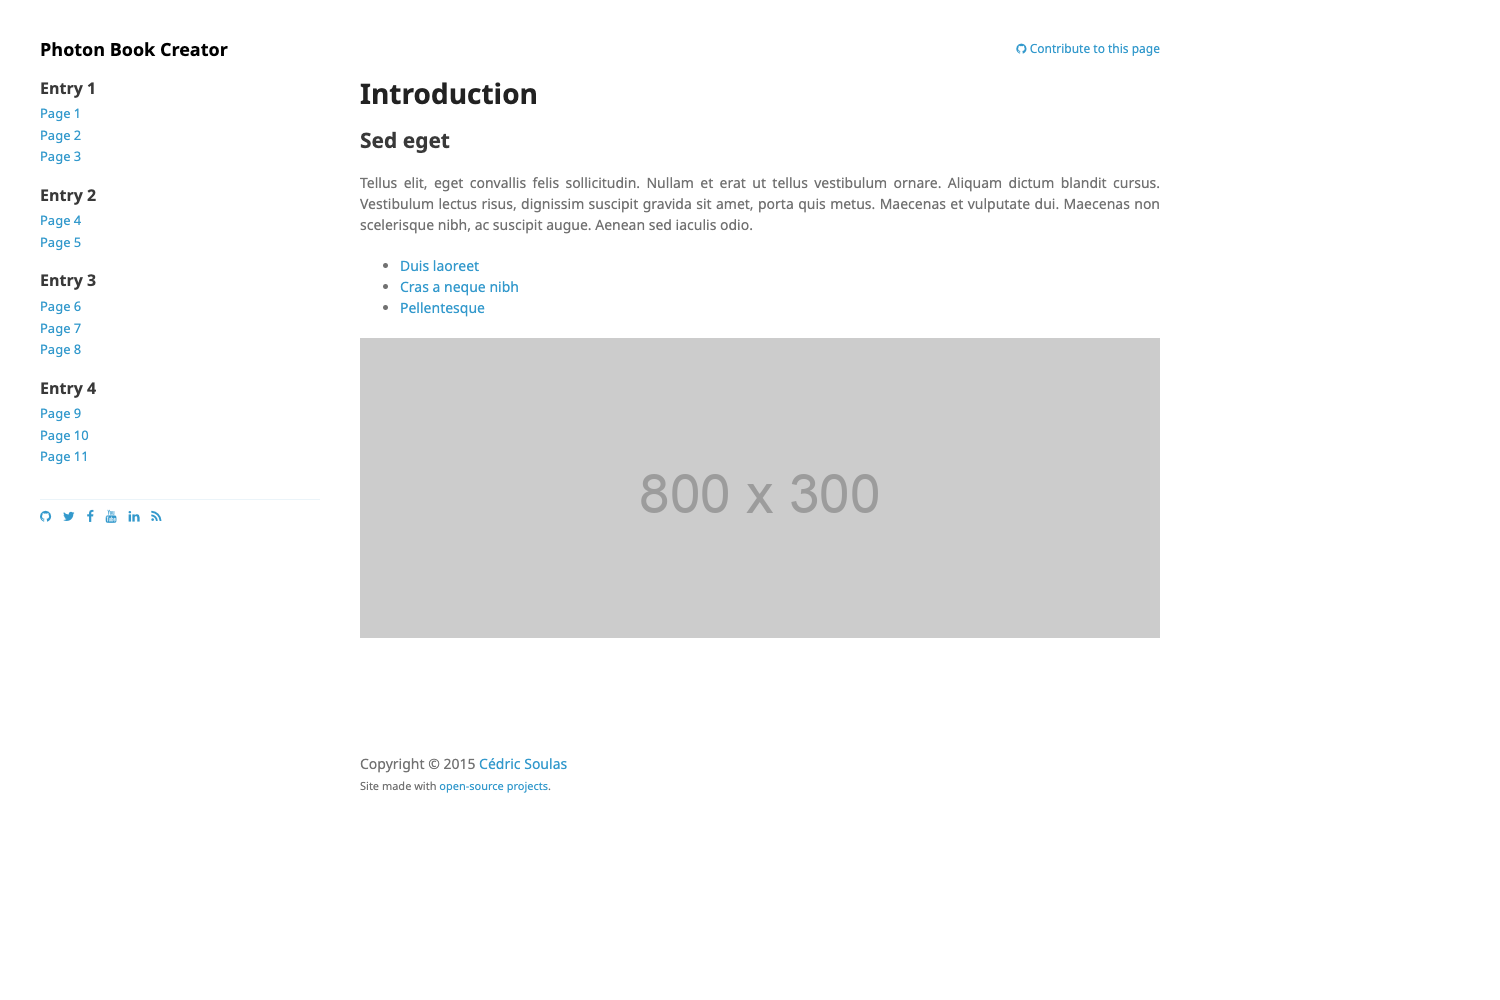 Photon Book Creator
Contribute to this page
Entry 1
Page 1
Page 2
Page 3
Entry 2
Page 4
Page 5
Entry 3
Page 6
Page 7
Page 8
Entry 4
Page 9
Page 10
Page 11
Introduction
Sed eget
Tellus elit, eget convallis felis sollicitudin. Nullam et erat ut tellus vestibulum ornare. Aliquam dictum blandit cursus.
Vestibulum lectus risus, dignissim suscipit gravida sit amet, porta quis metus. Maecenas et vulputate dui. Maecenas non
scelerisque nibh, ac suscipit augue. Aenean sed iaculis odio.
Duis laoreet
Cras a neque nibh
Pellentesque
800 x 300
Copyright © 2015 Cédric Soulas
Site made with open-source projects.